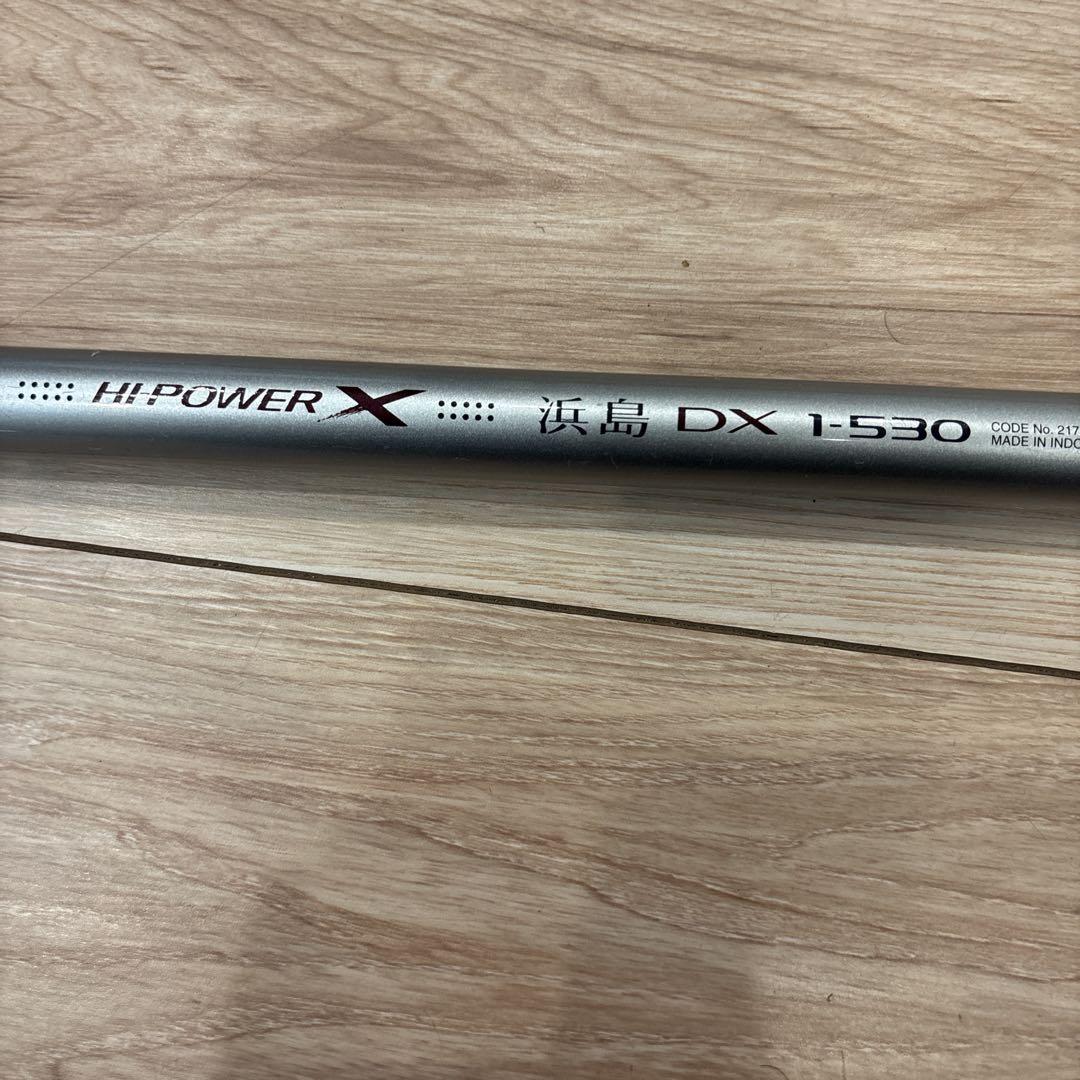 HI-POWER X 浜島 DX 1-530
CODE No. 217
MADE IN INDO